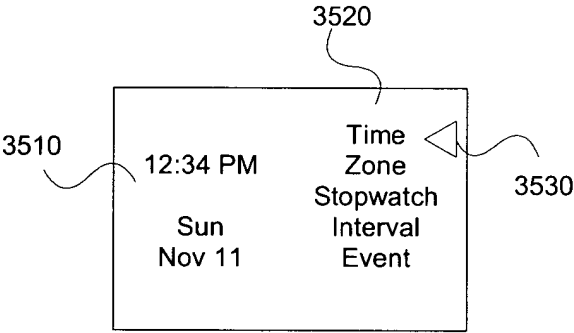 3520
3510
12:34 PM
Sun
Nov 11
Time
Zone
Stopwatch
Interval
Event
3530